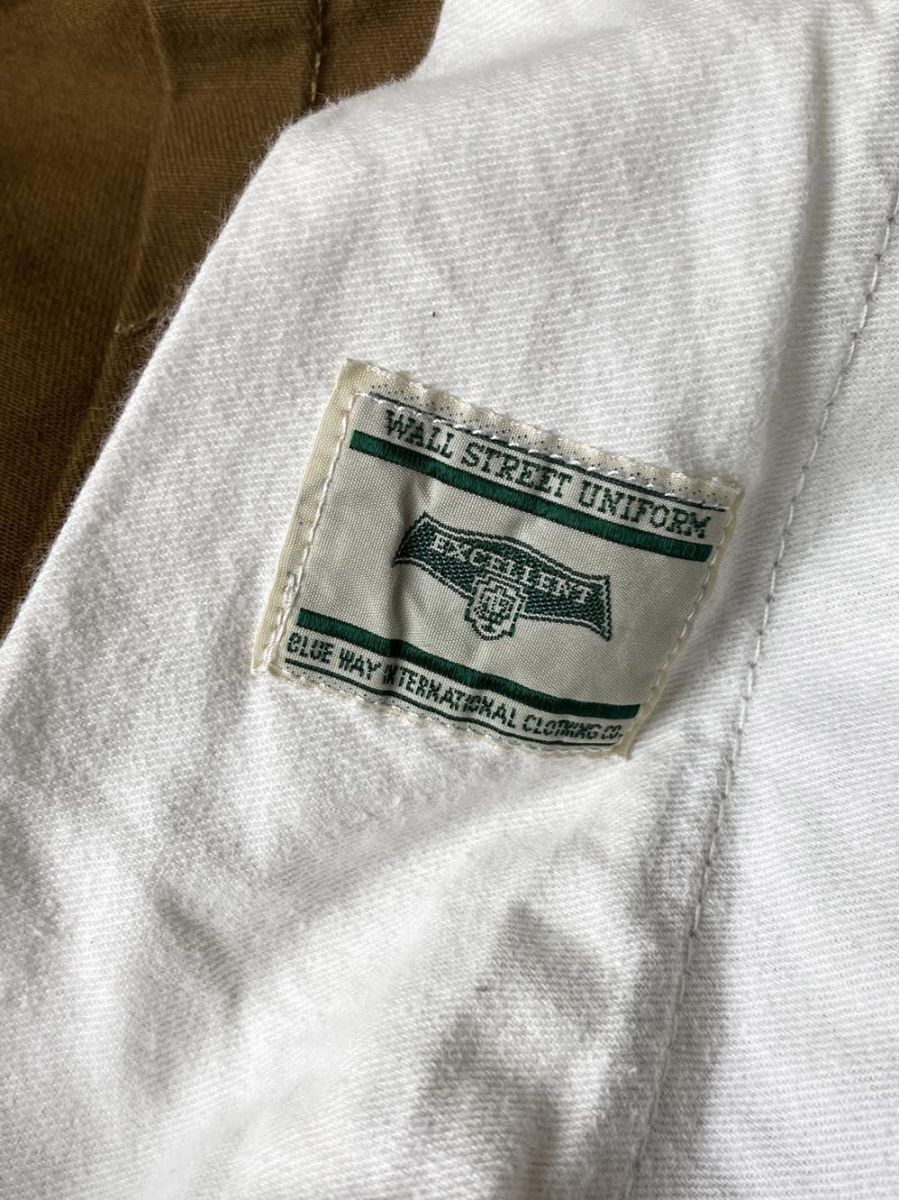 WALL STREET UNIFORM
EXCELLENT
BLUE WAY INTERNATIONAL CLOTHING CO.